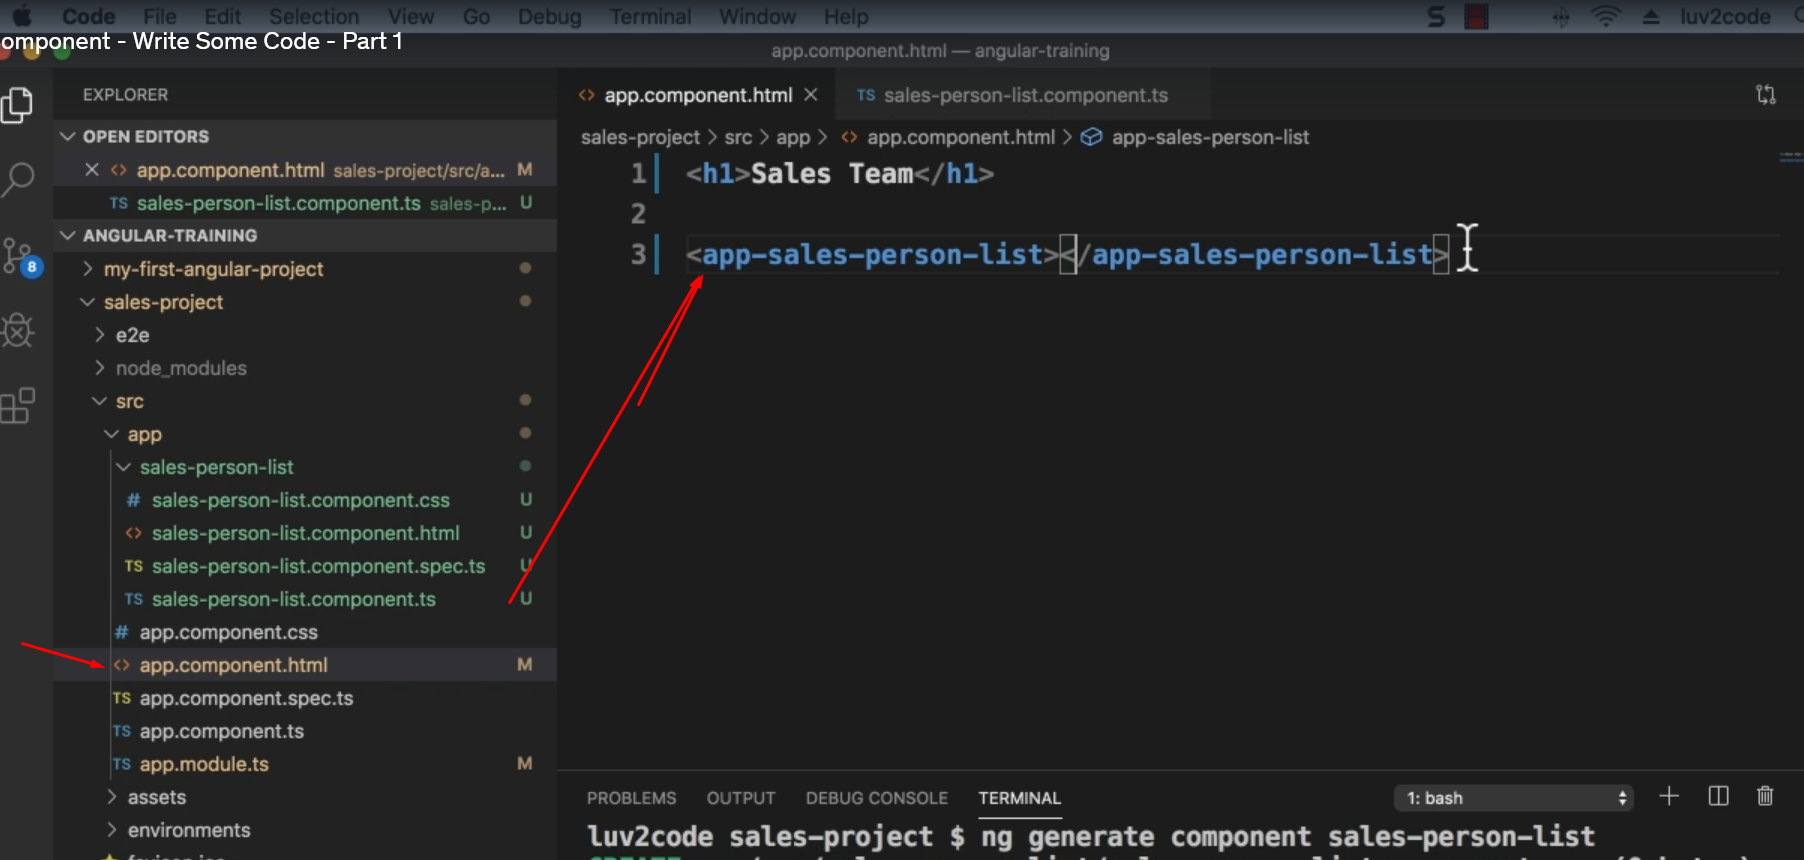 Code File Edit Selection View Go Debug Terminal Window Help luv2code
omponent - Write Some Code - Part 1
app.component.html — angular-training
EXPLORER
OPEN EDITORS
app.component.html sales-project/src/a... M
TS sales-person-list.component.ts sales-p... U
ANGULAR-TRAINING
my-first-angular-project
sales-project
e2e
node_modules
src
app
sales-person-list
# sales-person-list.component.css U
<> sales-person-list.component.html U
TS sales-person-list.component.spec.ts U
TS sales-person-list.component.ts U
# app.component.css
<> app.component.html M
TS app.component.spec.ts
TS app.component.ts
TS app.module.ts M
assets
environments
8
<> app.component.html
TS sales-person-list.component.ts
sales-project > src > app > <> app.component.html > app-sales-person-list
1 <h1>Sales Team</h1>
2
3 <app-sales-person-list></app-sales-person-list>
PROBLEMS OUTPUT DEBUG CONSOLE TERMINAL 1: bash
luv2code sales-project $ ng generate component sales-person-list